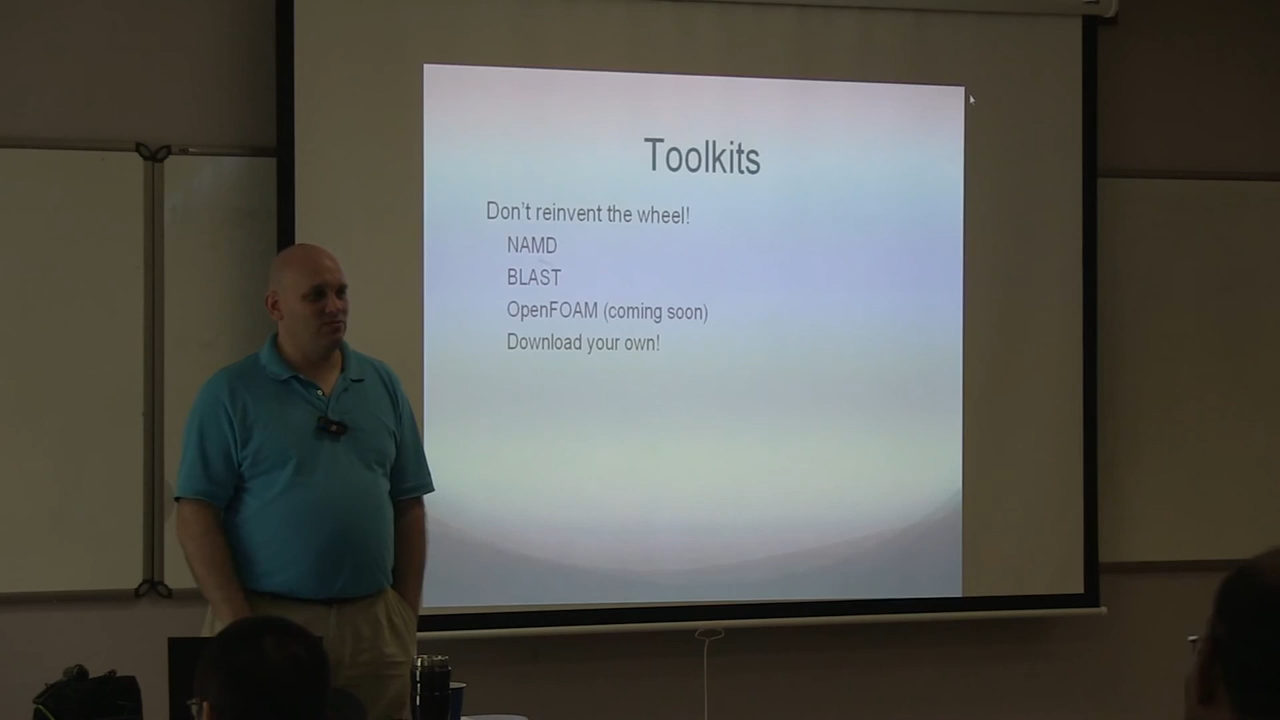 Toolkits
Don't reinvent the wheel!
NAMD
BLAST
OpenFOAM (coming soon)
Download your own!